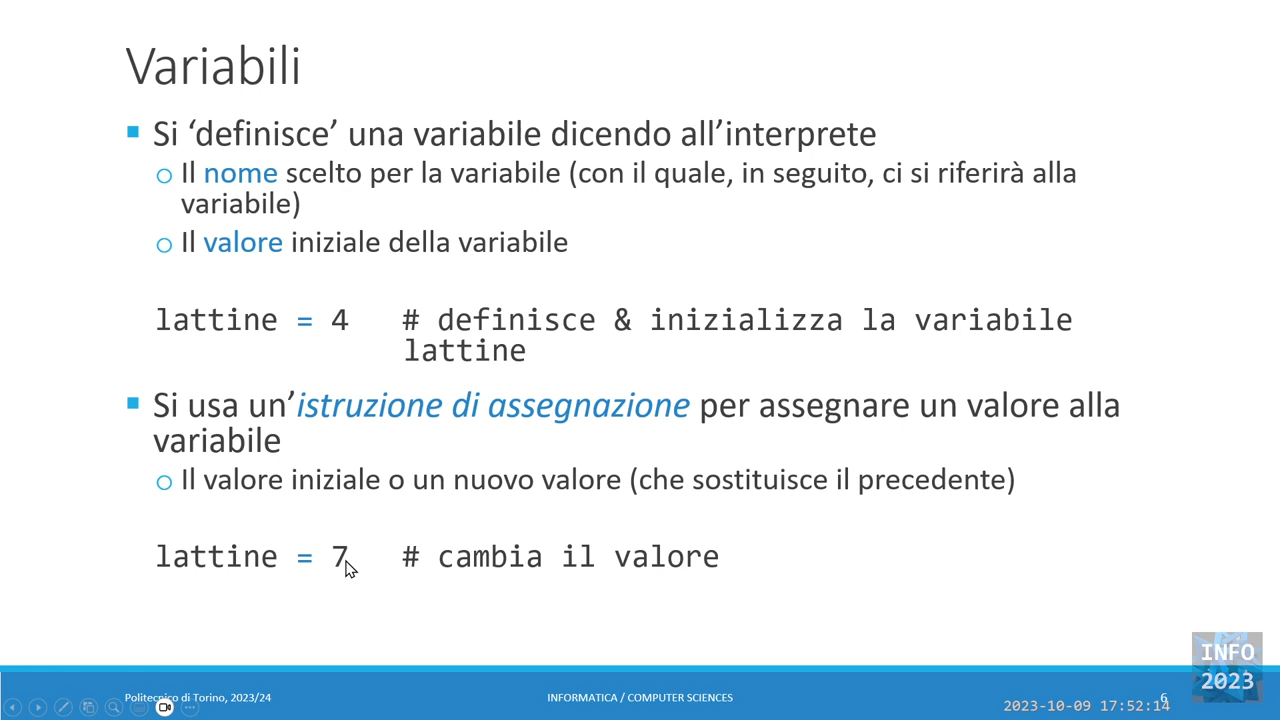 Variabili
Si ‘definisce’ una variabile dicendo all’interprete
Il nome scelto per la variabile (con il quale, in seguito, ci si riferirà alla
variabile)
Il valore iniziale della variabile
lattine = 4 # definisce & inizializza la variabile
lattine
Si usa un’istruzione di assegnazione per assegnare un valore alla
variabile
Il valore iniziale o un nuovo valore (che sostituisce il precedente)
lattine = 7 # cambia il valore
INFO
2023
Politecnico di Torino, 2023/24
INFORMATICA / COMPUTER SCIENCES
6
2023-10-09 17:52:14